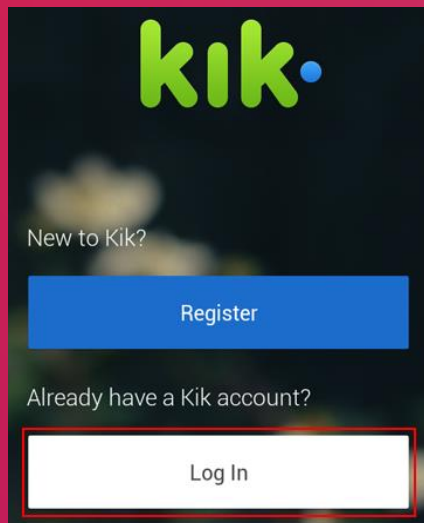 kik
New to Kik?
Register
Already have a Kik account?
Log In